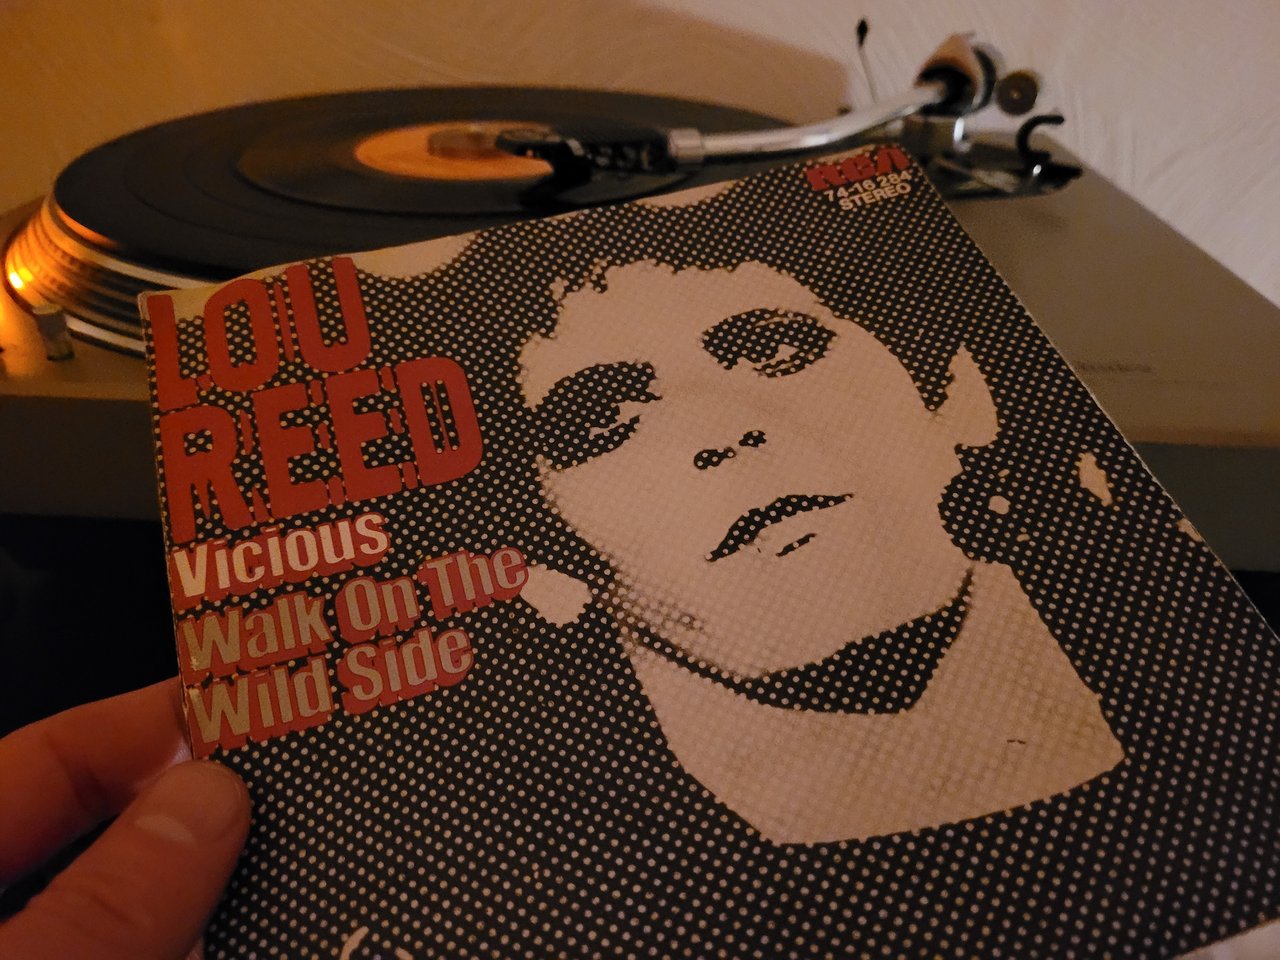 RCA
74-16 284
STEREO
LOU
REED
Vicious
Walk On The
Wild Side